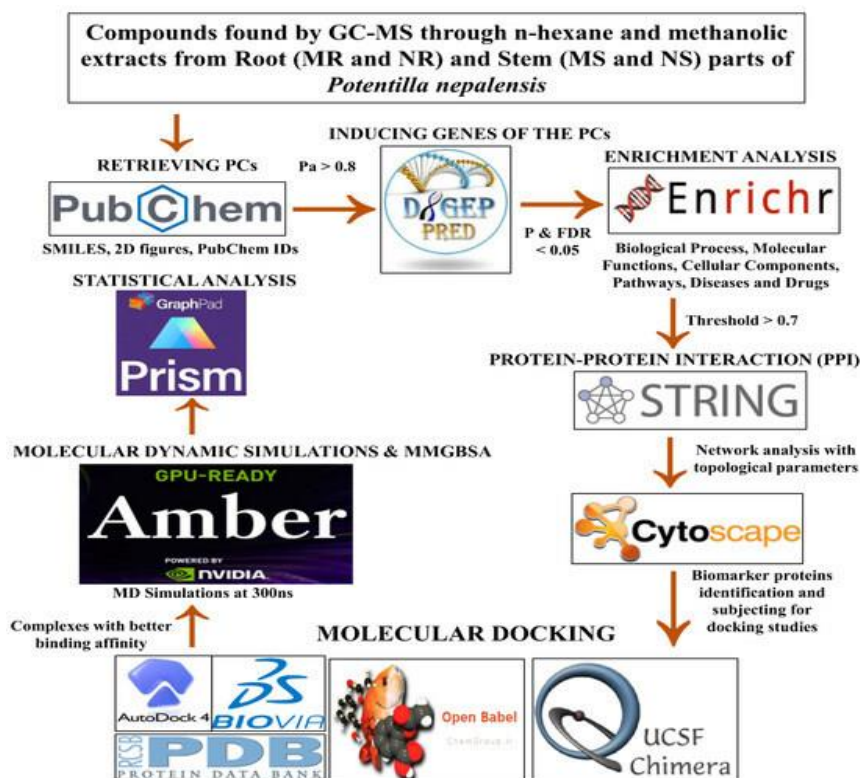 Compounds found by GC-MS through n-hexane and methanolic
extracts from Root (MR and NR) and Stem (MS and NS) parts of
Potentilla nepalensis
RETRIEVING PCs
PubChem
SMILES, 2D figures, PubChem IDs
Pa > 0.8
INDUCING GENES OF THE PCs
DIGEP
PRED
P & FDR
< 0.05
ENRICHMENT ANALYSIS
Enrichr
Biological Process, Molecular
Functions, Cellular Components,
Pathways, Diseases and Drugs
Threshold > 0.7
PROTEIN-PROTEIN INTERACTION (PPI)
STRING
Network analysis with
topological parameters
Cytoscape
Biomarker proteins
identification and
subjecting for
docking studies
MOLECULAR DOCKING
UCSF
Chimera
Open Babel
AutoDock 4
DS
BIOVIA
RCSB
PDB
PROTEIN DATA BANK
Complexes with better
binding affinity
MOLECULAR DYNAMIC SIMULATIONS & MMGBSA
GPU-READY
Amber
POWERED BY
NVIDIA
MD Simulations at 300ns
STATISTICAL ANALYSIS
GraphPad
Prism